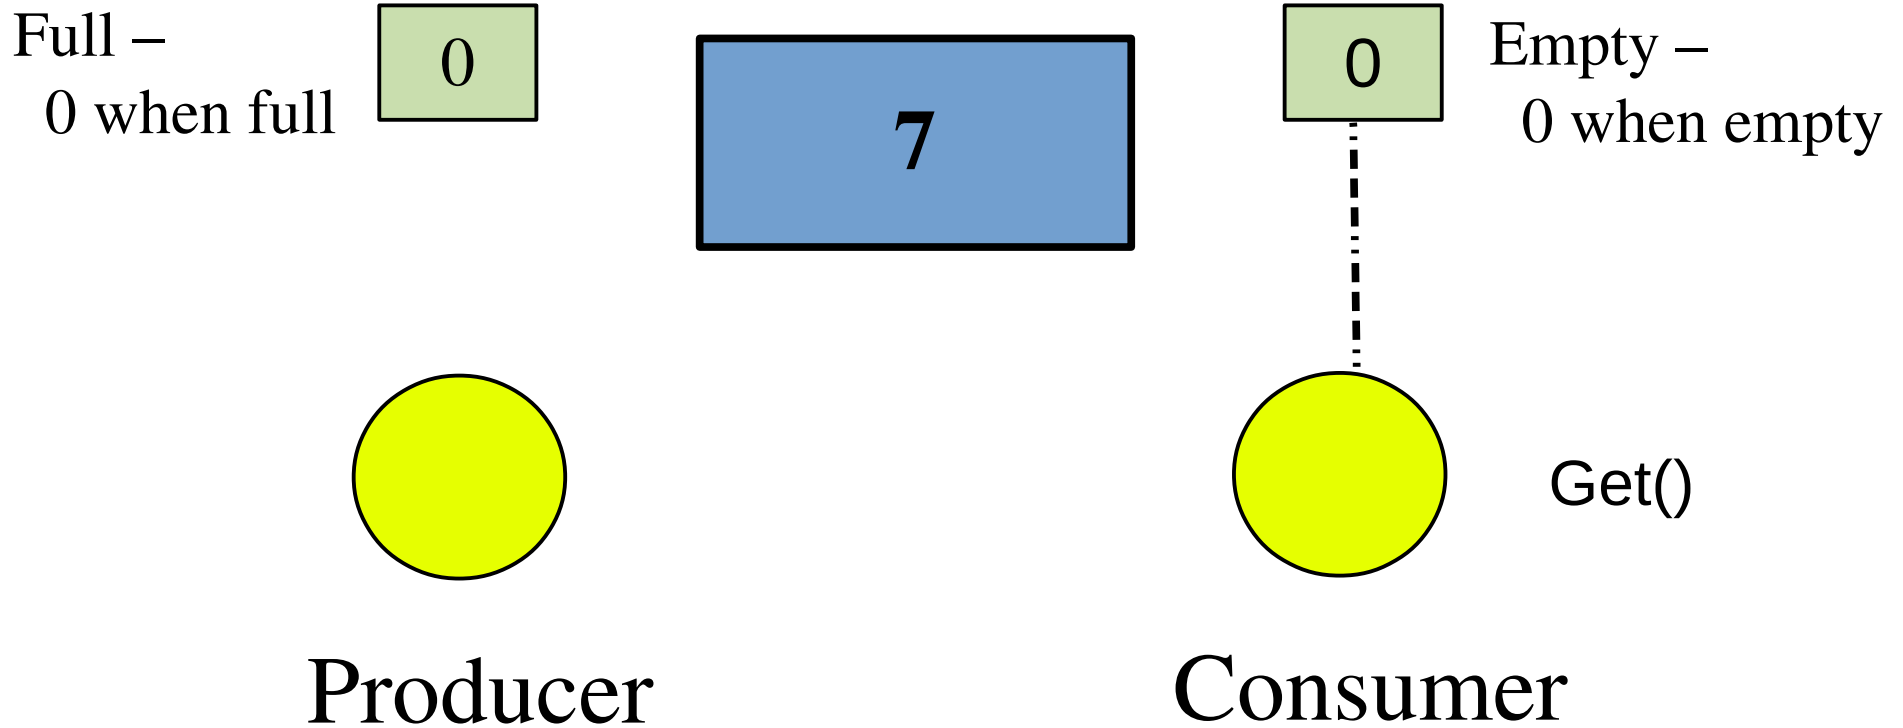 Full –
0 when full
0
7
0
Empty –
0 when empty
Get()
Producer
Consumer